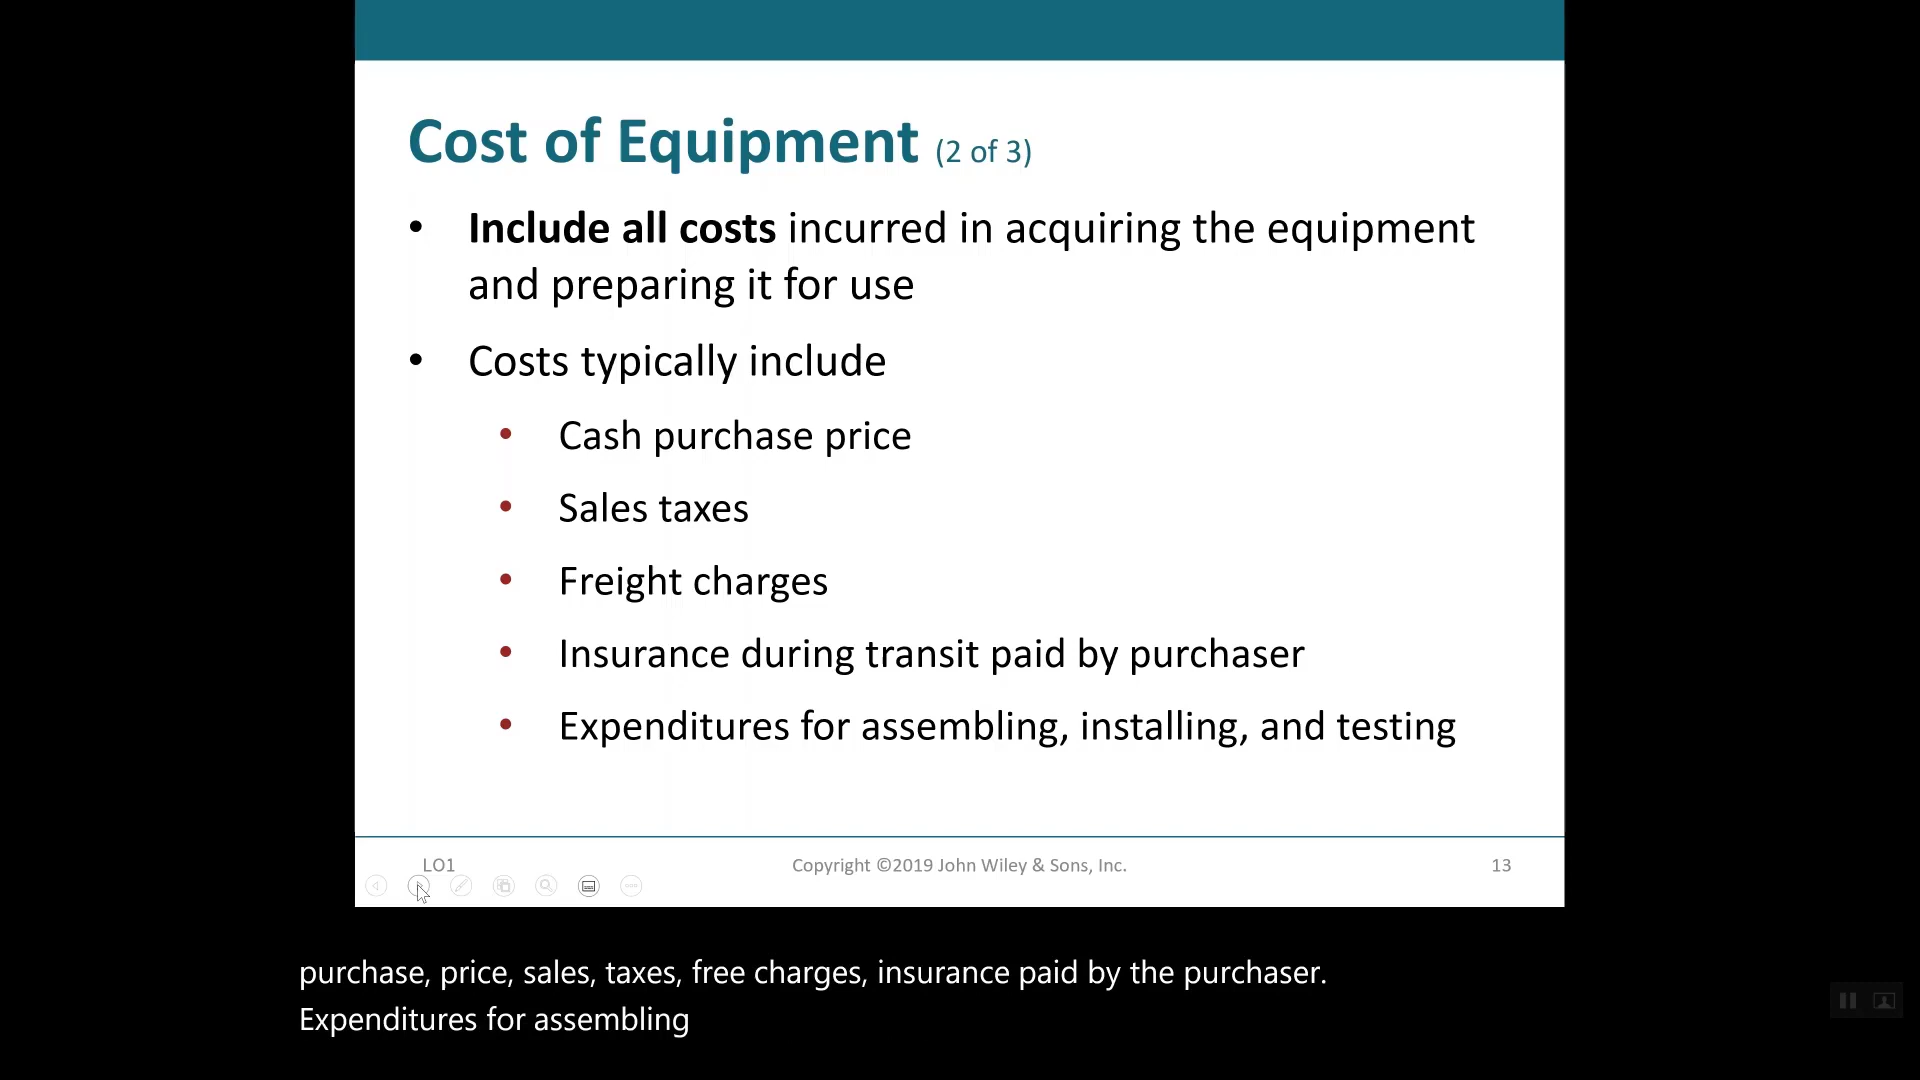 Cost of Equipment (2 of 3)
• Include all costs incurred in acquiring the equipment
and preparing it for use
• Costs typically include
• Cash purchase price
• Sales taxes
• Freight charges
• Insurance during transit paid by purchaser
• Expenditures for assembling, installing, and testing
LO1
Copyright ©2019 John Wiley & Sons, Inc.
13
purchase, price, sales, taxes, free charges, insurance paid by the purchaser.
Expenditures for assembling